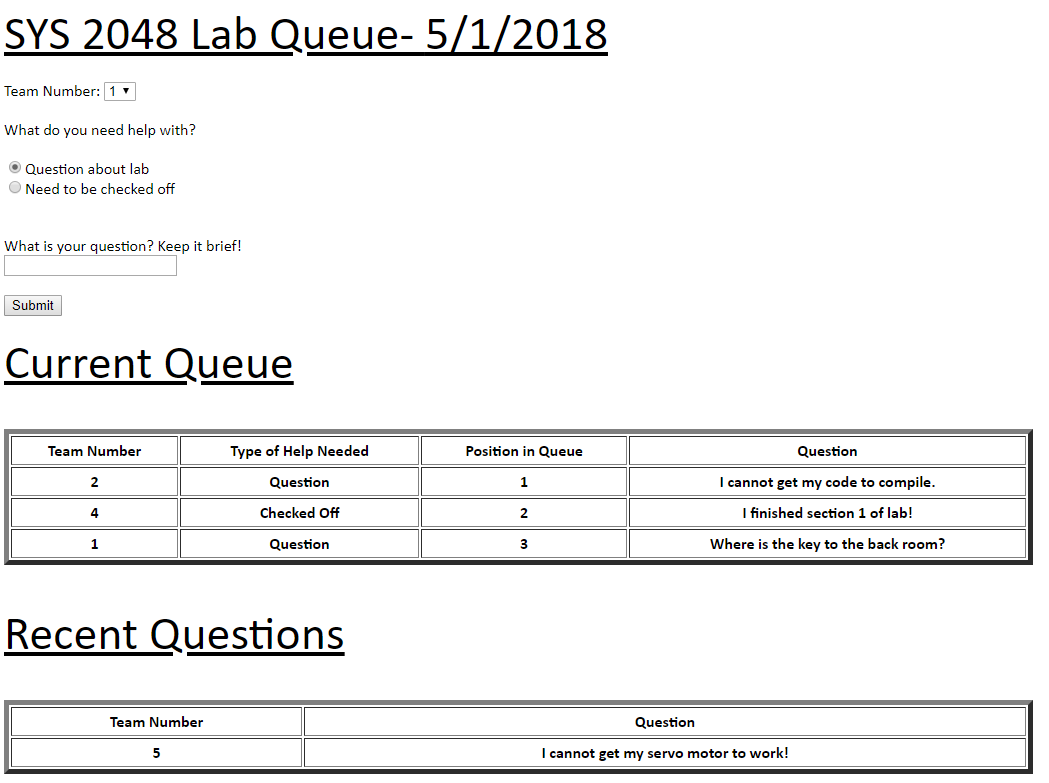 SYS 2048 Lab Queue- 5/1/2018
Team Number: 1
What do you need help with?
Question about lab
Need to be checked off
What is your question? Keep it brief!
Submit
Current Queue
Team Number Type of Help Needed Position in Queue Question
2 Question 1 I cannot get my code to compile.
4 Checked Off 2 I finished section 1 of lab!
1 Question 3 Where is the key to the back room?
Recent Questions
Team Number Question
5 I cannot get my servo motor to work!